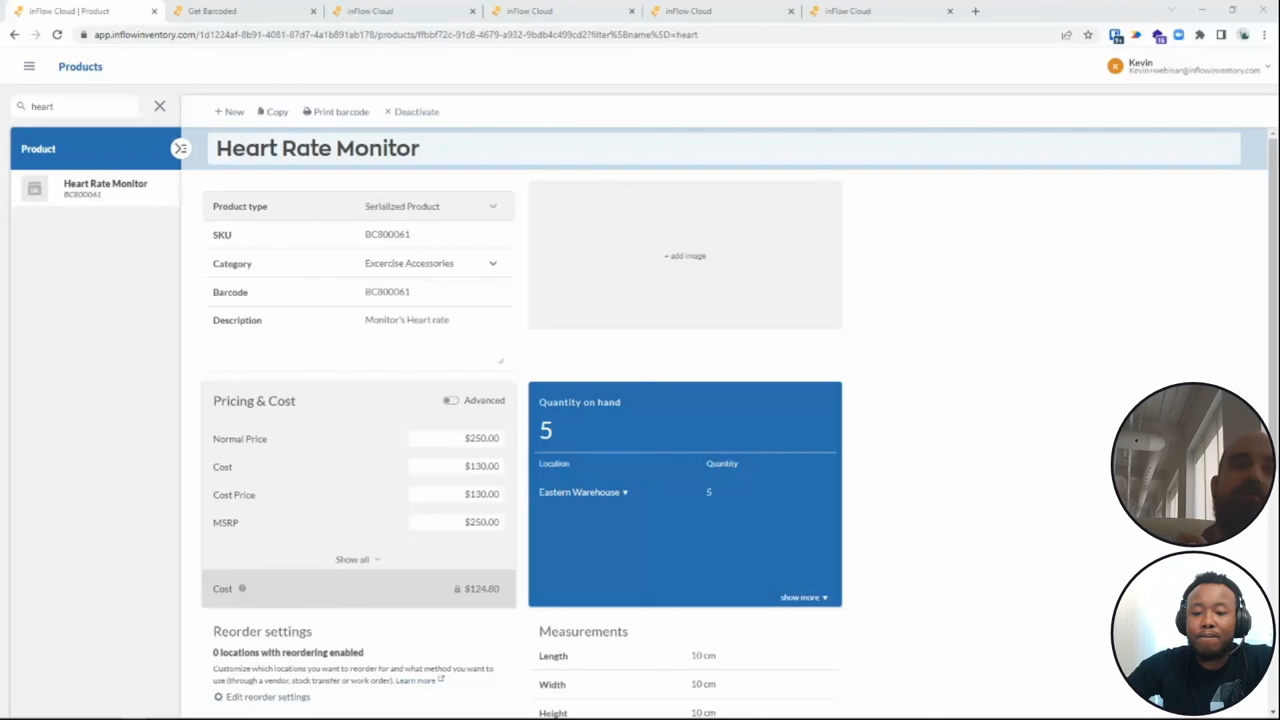 inFlow Cloud | Product
Get Barcoded
inFlow Cloud
inFlow Cloud
inFlow Cloud
inFlow Cloud
app.inflowinventory.com/1d1224af-8b91-4081-87d7-4a1b891ab178/products/ffbbf72c-91c8-4679-a932-9bdb4c499cd2?filter%5Bname%5D=heart
Products
K
Kevin
Kevin+webinar@inflowinventory.com
heart
+ New
Copy
Print barcode
Deactivate
Product
Heart Rate Monitor
Heart Rate Monitor
BC800061
Product type Serialized Product
SKU BC800061
Category Excercise Accessories
Barcode BC800061
Description Monitor's Heart rate
+ add image
Pricing & Cost
Advanced
Normal Price $250.00
Cost $130.00
Cost Price $130.00
MSRP $250.00
Show all
Cost $124.80
Quantity on hand
5
Location Quantity
Eastern Warehouse 5
show more
Reorder settings
0 locations with reordering enabled
Customize which locations you want to reorder for and what method you want to
use (through a vendor, stock transfer or work order). Learn more
Edit reorder settings
Measurements
Length 10 cm
Width 10 cm
Height 10 cm